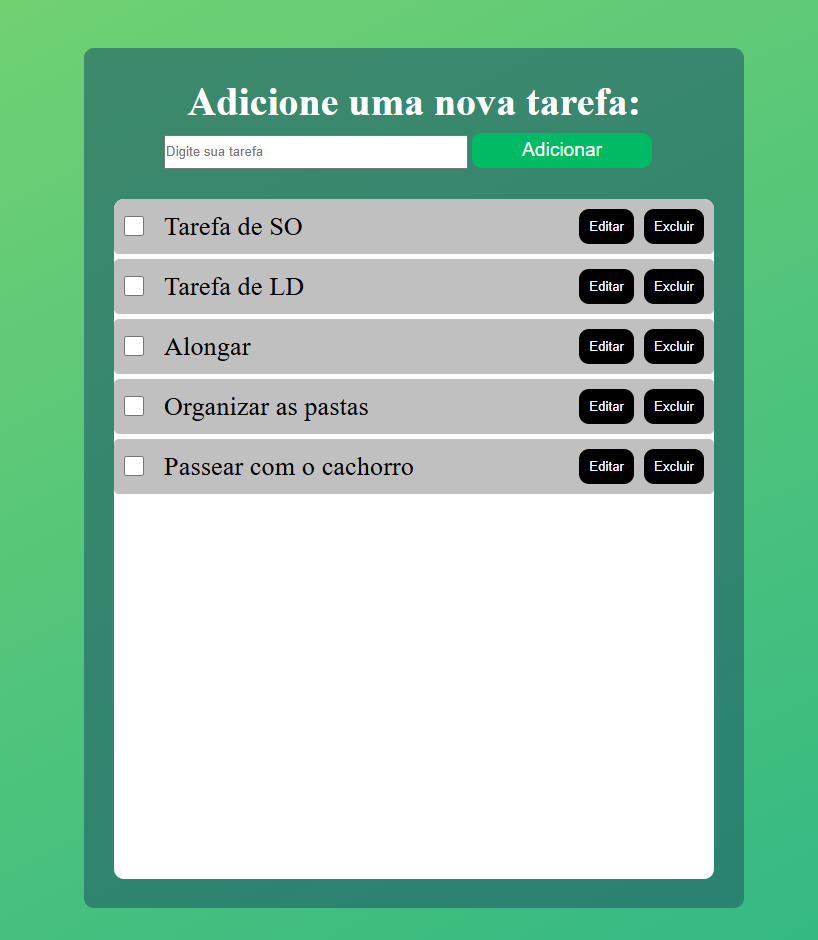 Adicione uma nova tarefa:
Digite sua tarefa Adicionar
Tarefa de SO Editar Excluir
Tarefa de LD Editar Excluir
Alongar Editar Excluir
Organizar as pastas Editar Excluir
Passear com o cachorro Editar Excluir